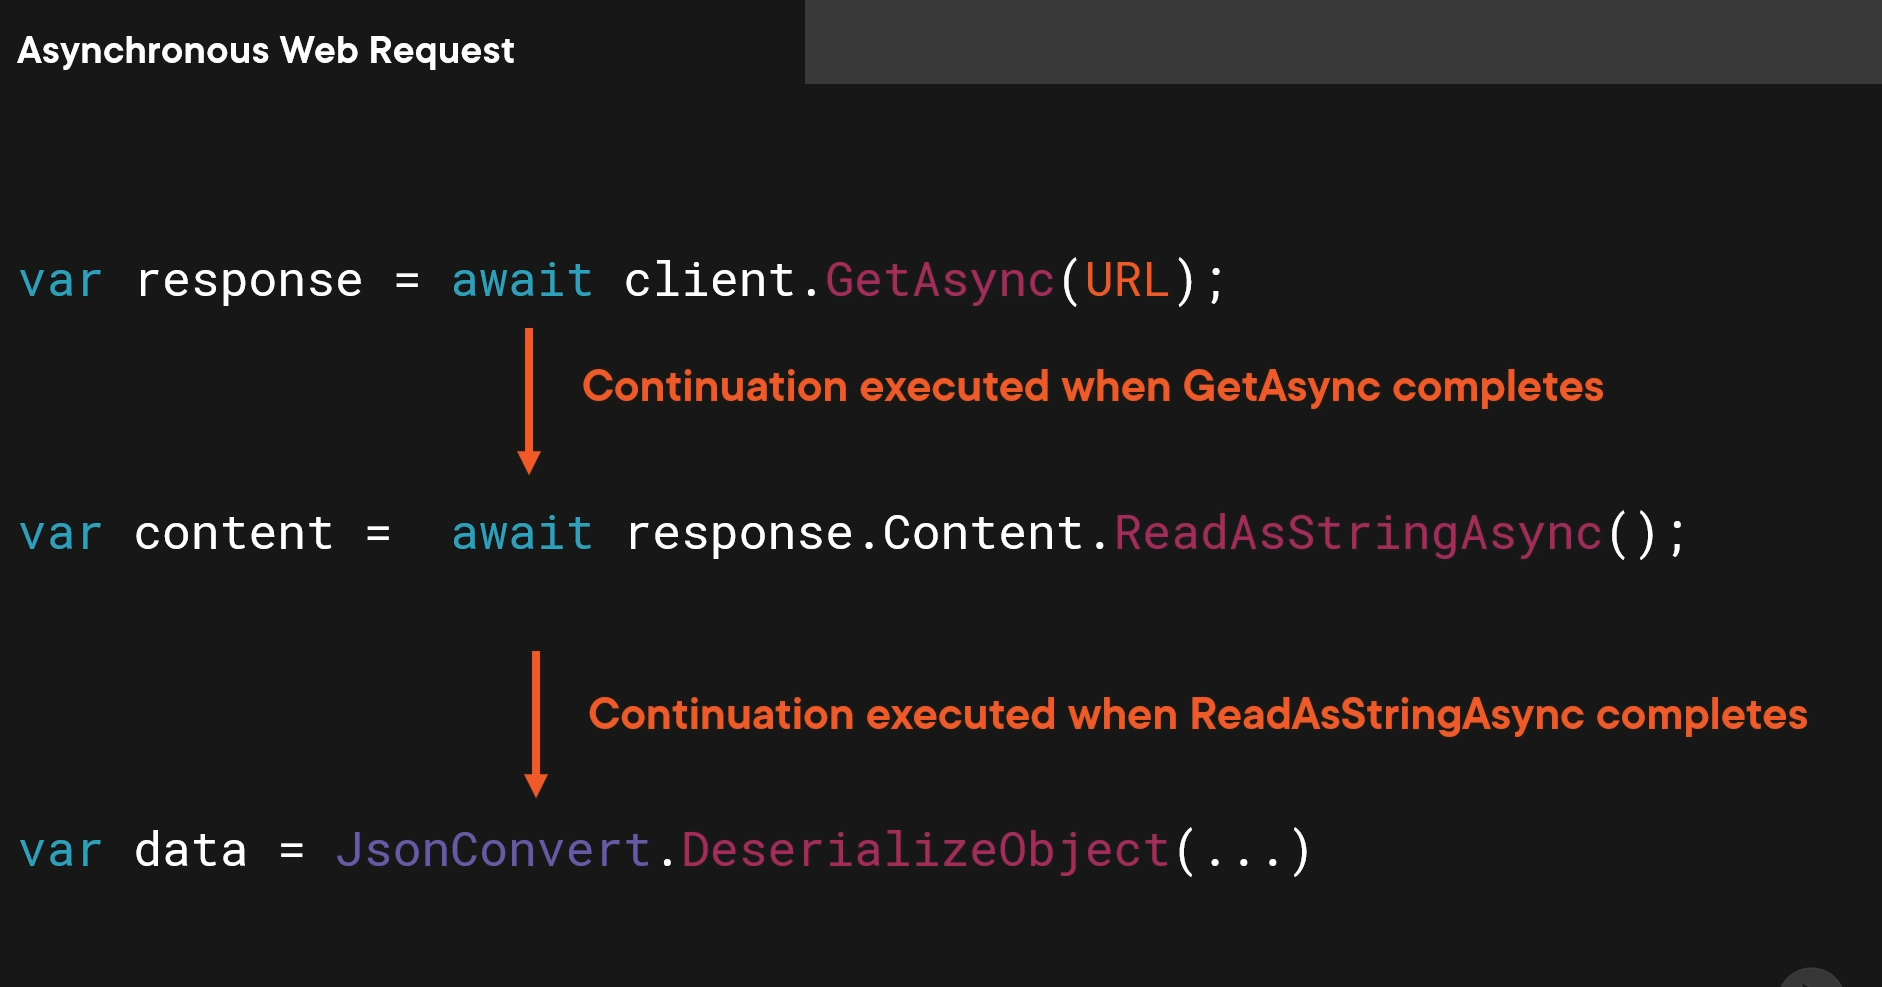 Asynchronous Web Request
var response = await client.GetAsync(URL);
Continuation executed when GetAsync completes
var content =  await response.Content.ReadAsStringAsync();
Continuation executed when ReadAsStringAsync completes
var data = JsonConvert.DeserializeObject(...)